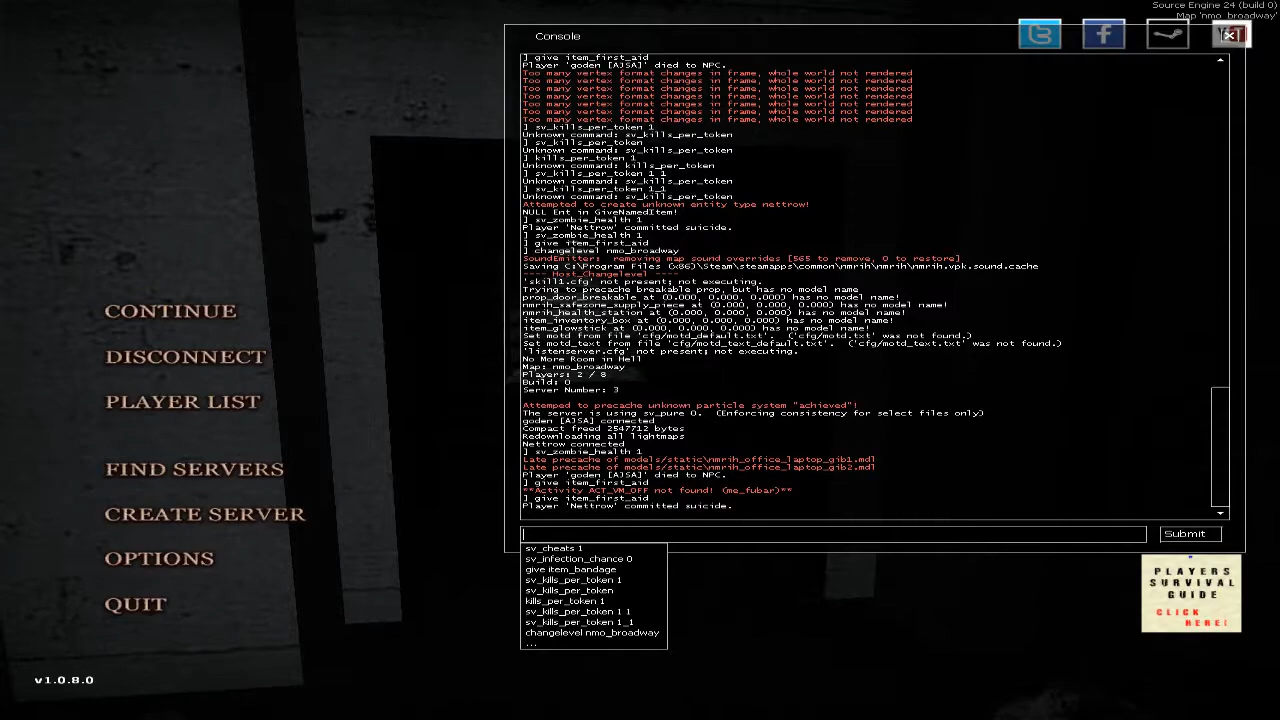 Source Engine 24 (build 0)
Map 'nmo_broadway'
Console
] give item_first_aid
Player 'goden [AJSA]' died to NPC.
Too many vertex format changes in frame, whole world not rendered
Too many vertex format changes in frame, whole world not rendered
Too many vertex format changes in frame, whole world not rendered
Too many vertex format changes in frame, whole world not rendered
Too many vertex format changes in frame, whole world not rendered
Too many vertex format changes in frame, whole world not rendered
Too many vertex format changes in frame, whole world not rendered
] sv_kills_per_token 1
Unknown command: sv_kills_per_token
] sv_kills_per_token
Unknown command: sv_kills_per_token
] kills_per_token 1
Unknown command: kills_per_token
] sv_kills_per_token 1 1
Unknown command: sv_kills_per_token
] sv_kills_per_token 1_1
Unknown command: sv_kills_per_token
Attempted to create unknown entity type nettrow!
NULL Ent in GiveNamedItem!
] sv_zombie_health 1
Player 'Nettrow' committed suicide.
] sv_zombie_health 1
] give item_first_aid
] changelevel nmo_broadway
SoundEmitter:  removing map sound overrides [565 to remove, 0 to restore]
Saving C:\Program Files (x86)\Steam\steamapps\common\nmrih\nmrih\nmrih.vpk.sound.cache
---- Host_Changelevel ----
'skill1.cfg' not present; not executing.
Trying to precache breakable prop, but has no model name
prop_door_breakable at (0.000, 0.000, 0.000) has no model name!
nmrih_safezone_supply_piece at (0.000, 0.000, 0.000) has no model name!
nmrih_health_station at (0.000, 0.000, 0.000) has no model name!
item_inventory_box at (0.000, 0.000, 0.000) has no model name!
item_glowstick at (0.000, 0.000, 0.000) has no model name!
Set motd from file 'cfg/motd_default.txt'.  ('cfg/motd.txt' was not found.)
Set motd_text from file 'cfg/motd_text_default.txt'.  ('cfg/motd_text.txt' was not found.)
'listenserver.cfg' not present; not executing.
No More Room in Hell
Map: nmo_broadway
Players: 2 / 8
Build: 0
Server Number: 3
Attemped to precache unknown particle system "achieved"!
The server is using sv_pure 0.  (Enforcing consistency for select files only)
goden [AJSA] connected
Compact freed 2547712 bytes
Redownloading all lightmaps
Nettrow connected
] sv_zombie_health 1
Late precache of models/static\nmrih_office_laptop_gib1.mdl
Late precache of models/static\nmrih_office_laptop_gib2.mdl
Player 'goden [AJSA]' died to NPC.
] give item_first_aid
**Activity ACT_VM_OFF not found! (me_fubar)**
] give item_first_aid
Player 'Nettrow' committed suicide.
Submit
sv_cheats 1
sv_infection_chance 0
give item_bandage
sv_kills_per_token 1
sv_kills_per_token
kills_per_token 1
sv_kills_per_token 1 1
sv_kills_per_token 1_1
changelevel nmo_broadway
...
CONTINUE
DISCONNECT
PLAYER LIST
FIND SERVERS
CREATE SERVER
OPTIONS
QUIT
PLAYERS
SURVIVAL
GUIDE
CLICK
HERE!
v1.0.8.0